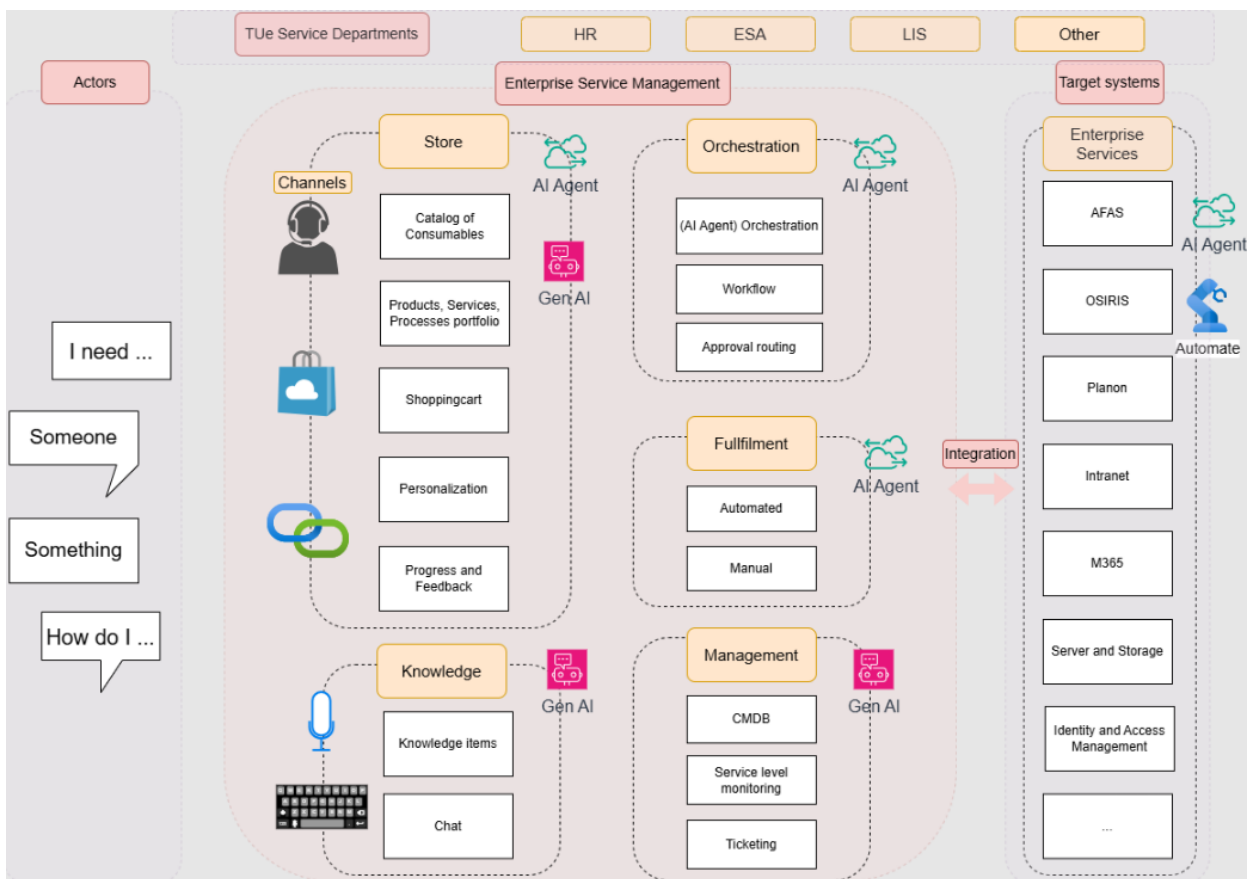 TUe Service Departments
HR
ESA
LIS
Other
Actors
Enterprise Service Management
Target systems
I need ...
Someone
Something
How do I ...
Channels
Store
AI Agent
Gen AI
Catalog of
Consumables
Products, Services,
Processes portfolio
Shoppingcart
Personalization
Progress and
Feedback
Knowledge
Gen AI
Knowledge items
Chat
Orchestration
AI Agent
(AI Agent) Orchestration
Workflow
Approval routing
Fullfilment
AI Agent
Automated
Manual
Management
Gen AI
CMDB
Service level
monitoring
Ticketing
Integration
Enterprise
Services
AFAS
AI Agent
OSIRIS
Automate
Planon
Intranet
M365
Server and Storage
Identity and Access
Management
...